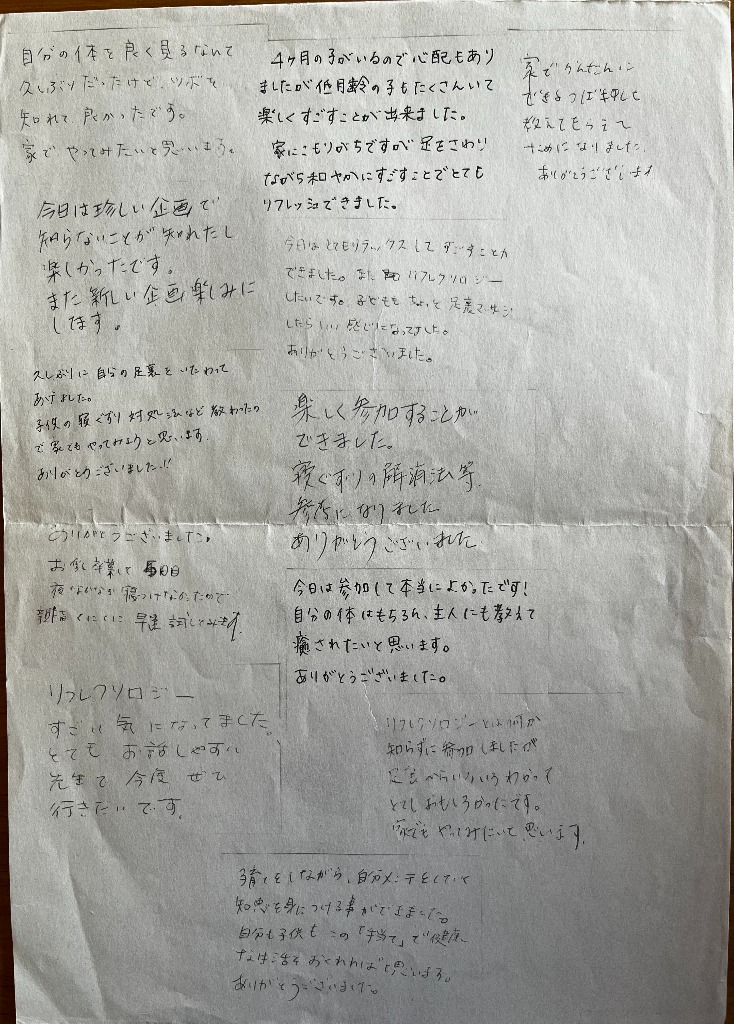 自分の体を良く見るなんて
久しぶりだったけど、ツボを
知れて良かったです。
家でやってみたいと思います。
今日は珍しい企画で
知らないことが知れたし
楽しかったです。
また新しい企画楽しみに
してます。
久しぶりに自分の足裏をいたわって
あげました。
子供の寝ぐずり対処法など教わったの
で家でもやってみようと思います。
ありがとうございました!!
ありがとうございました。
卒業して 5日目
夜なかなか寝つけなかったので
早速試してみます。
リフレクソロジー
すごい気になってました。
とても お話しやすい
先生で 今度 ぜひ
行きたいです。
4ヶ月の子がいるので心配もあり
ましたが低月齢の子もたくさんいて
楽しくすごすことが出来ました。
家にこもりがちですが足をさわり
ながら和やかにすごすことでとても
リフレッシュできました。
今日はとてもリラックスしてすごすことが
できました。また リフレクソロジー
したいです。子どもも ちょっと 足裏マッサージ
したらいい感じになってました。
ありがとうございました。
楽しく参加することが
できました。
寝ぐずりの解消法等、
参考になりました
ありがとうございました
今日は参加して本当によかったです!
自分の体はもちろん、主人にも教えて
癒されたいと思います。
ありがとうございました。
リフレクソロジーとは何か
知らずに参加しましたが
足裏からいろいろわかって
とてもおもしろかったです。
家でもやってみたいと思います。
家でかんたんに
できるつぼ押しも
教えてもらえて
ためになりました。
ありがとうございます
子育てをしながら、自分メンテをしていく
知恵を身につける事ができました。
自分も子供もこの「手当て」で健康
な生活をおくれればと思います。
ありがとうございました。